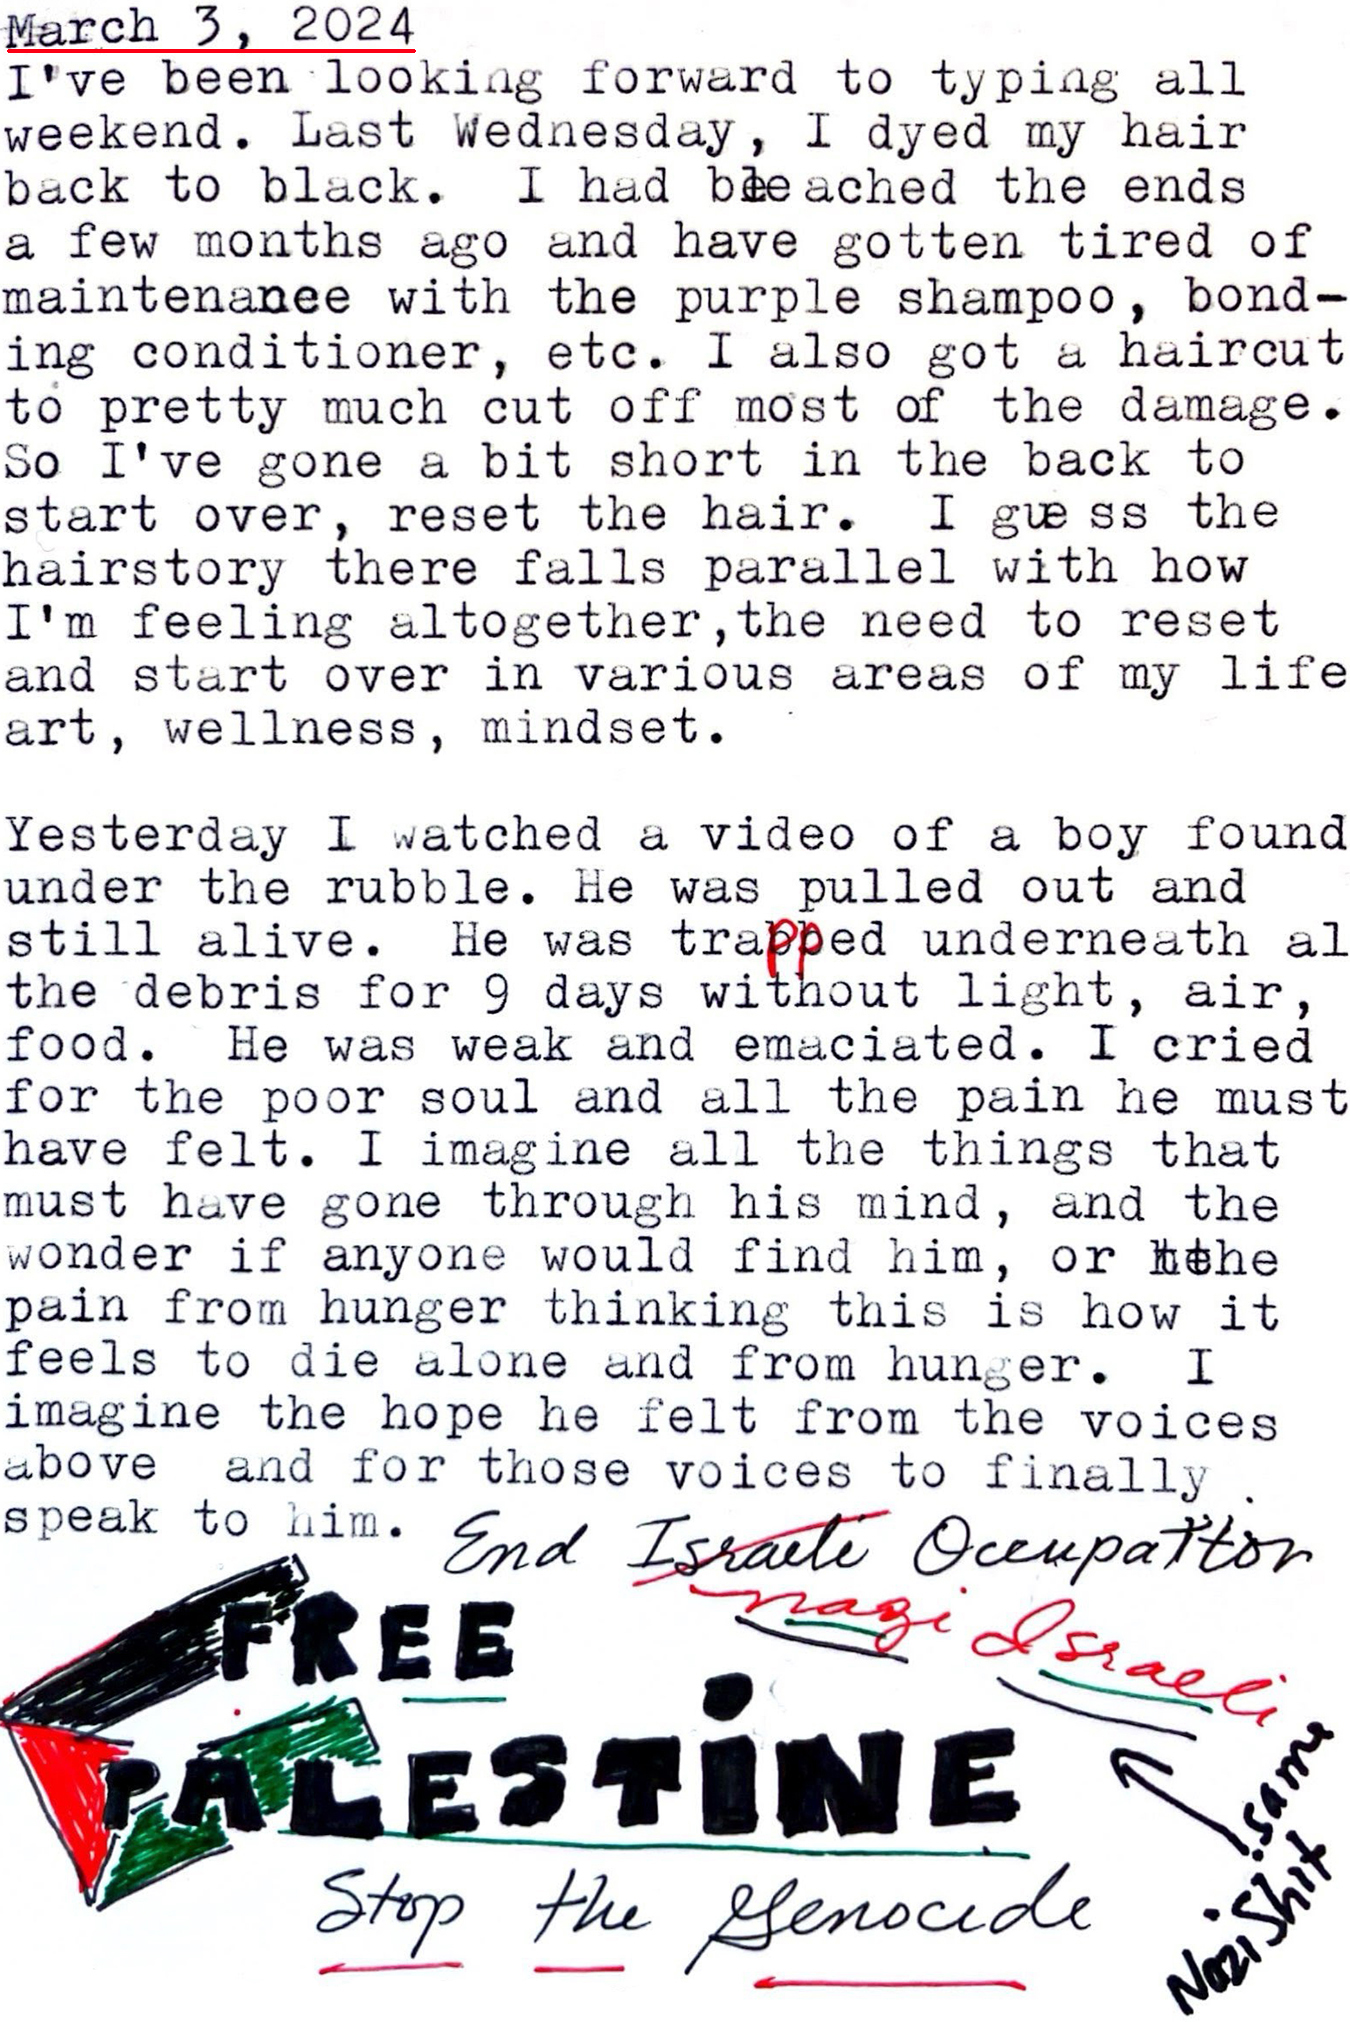 March 3, 2024
I've been looking forward to typing all
weekend. Last Wednesday, I dyed my hair
back to black. I had bleached the ends
a few months ago and have gotten tired of
maintenance with the purple shampoo, bond-
ing conditioner, etc. I also got a haircut
to pretty much cut off most of the damage.
So I've gone a bit short in the back to
start over, reset the hair. I guess the
hairstory there falls parallel with how
I'm feeling altogether,the need to reset
and start over in various areas of my life
art, wellness, mindset.
Yesterday I watched a video of a boy found
under the rubble. He was pulled out and
still alive. He was trapped underneath al
the debris for 9 days without light, air,
food. He was weak and emaciated. I cried
for the poor soul and all the pain he must
have felt. I imagine all the things that
must have gone through his mind, and the
wonder if anyone would find him, or the
pain from hunger thinking this is how it
feels to die alone and from hunger. I
imagine the hope he felt from the voices
above and for those voices to finally
speak to him.
End Israeli Occupation
nazi Israeli
FREE
PALESTiNE
same
Nazi Shit
Stop the Genocide